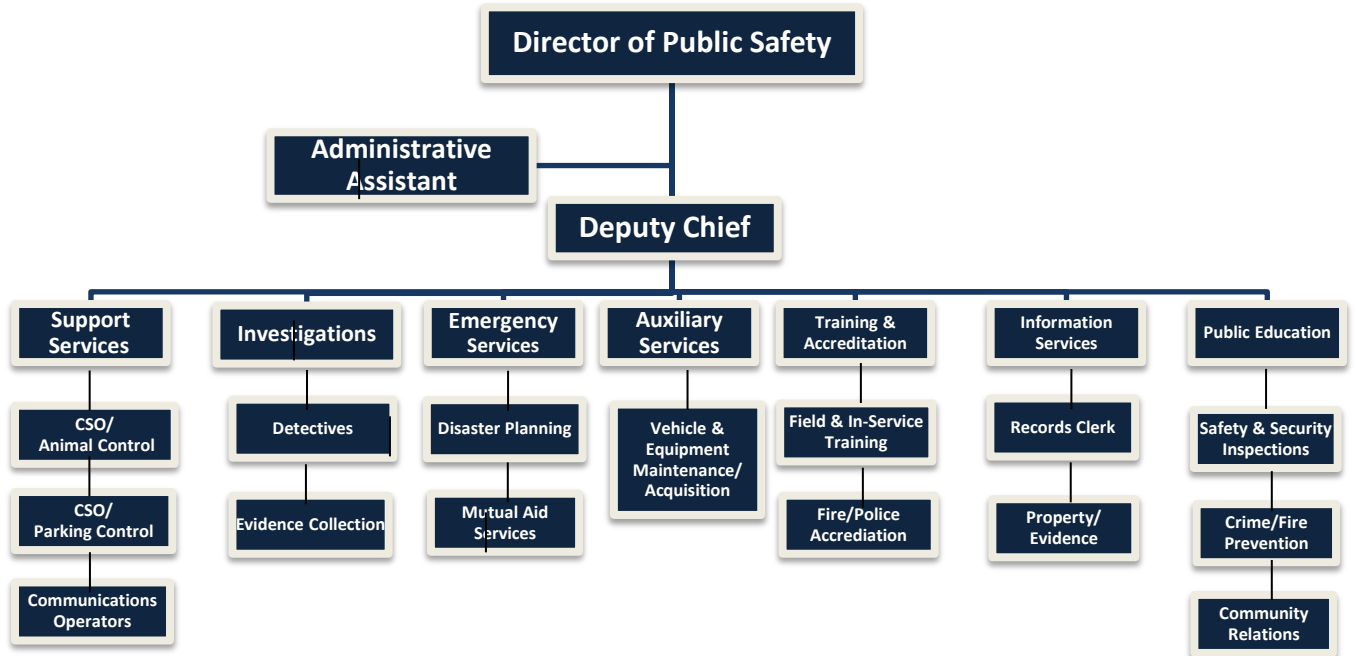 Director of Public Safety
Administrative
Assistant
Deputy Chief
Support
Services
Investigations
Emergency
Services
Auxiliary
Services
Training &
Accreditation
Information
Services
Public Education
CSO/
Animal Control
CSO/
Parking Control
Communications
Operators
Detectives
Evidence Collection
Disaster Planning
Mutual Aid
Services
Vehicle &
Equipment
Maintenance/
Acquisition
Field & In-Service
Training
Fire/Police
Accrediation
Records Clerk
Property/
Evidence
Safety & Security
Inspections
Crime/Fire
Prevention
Community
Relations